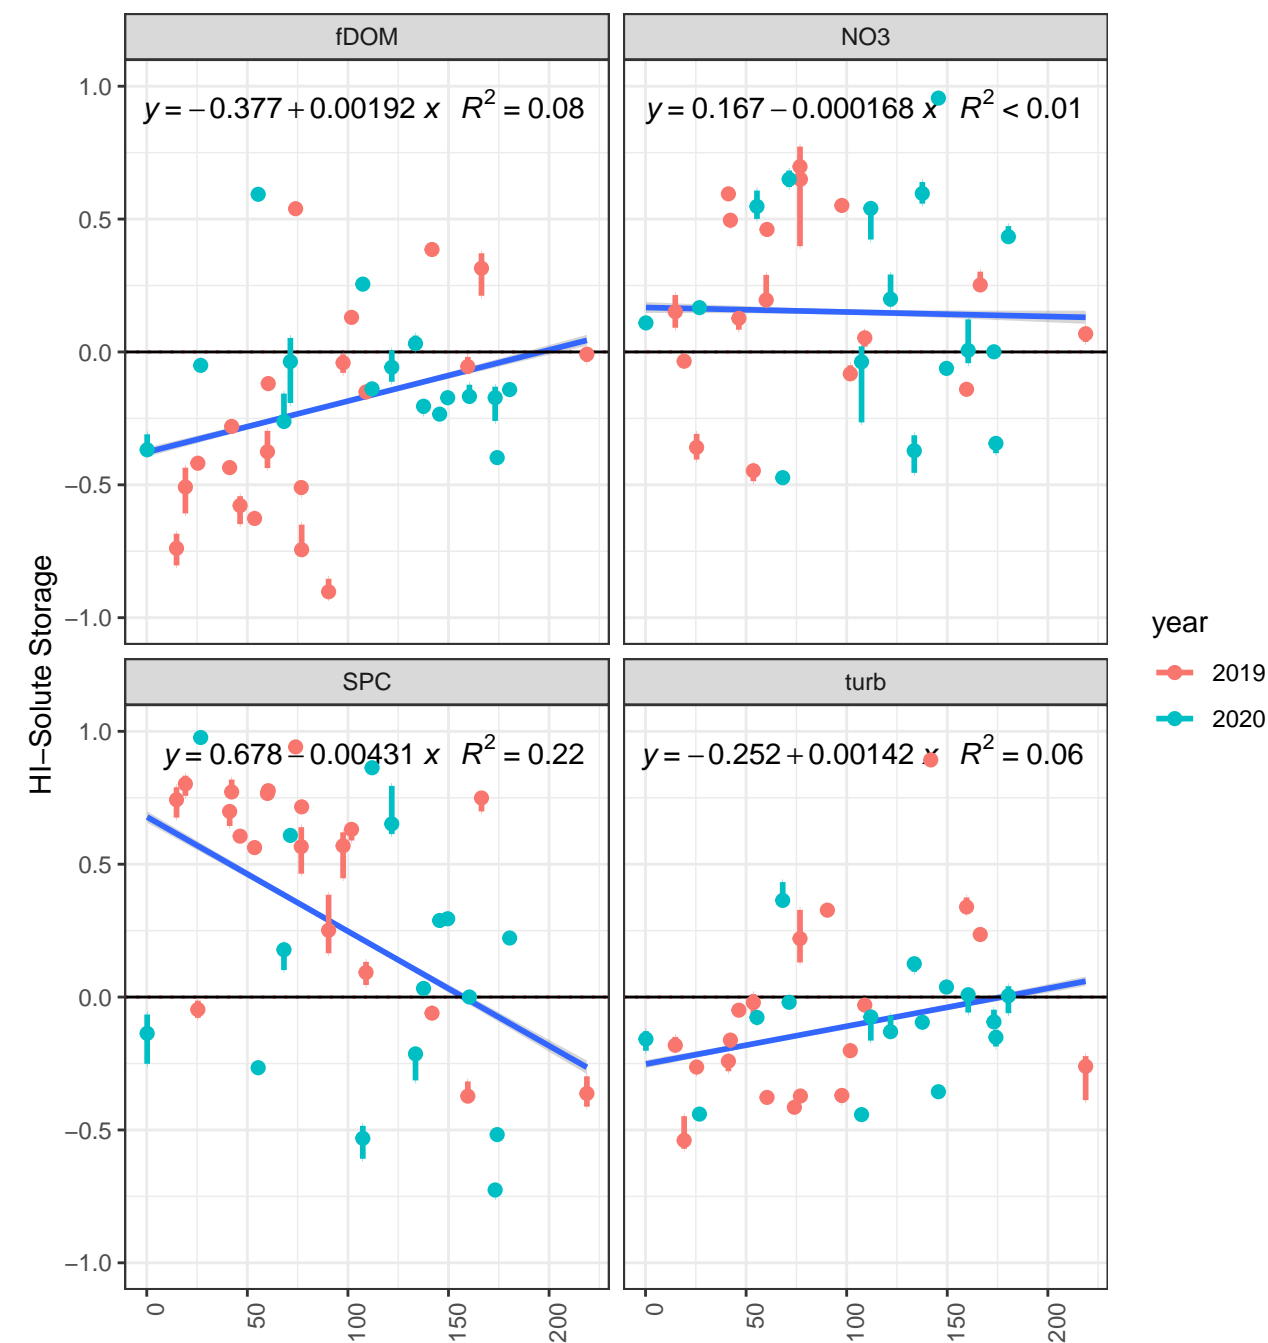 fDOM
NO3
y = −0.377 + 0.00192 x R² = 0.08
y = 0.167 − 0.000168 x R² < 0.01
1.0
0.5
0.0
−0.5
−1.0
HI−Solute Storage
year
2019
2020
SPC
turb
y = 0.678 − 0.00431 x R² = 0.22
y = −0.252 + 0.00142 x R² = 0.06
1.0
0.5
0.0
−0.5
−1.0
0 50 100 150 200
0 50 100 150 200